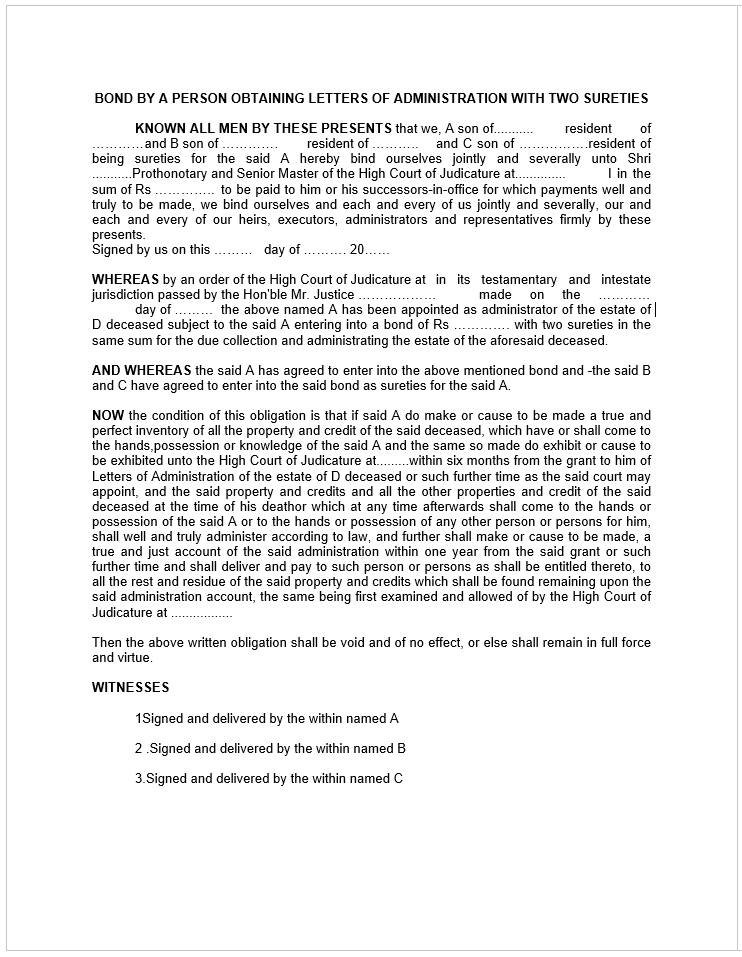 BOND BY A PERSON OBTAINING LETTERS OF ADMINISTRATION WITH TWO SURETIES
KNOWN ALL MEN BY THESE PRESENTS that we, A son of........... resident of
…………and B son of …………. resident of ……….. and C son of …………….resident of
being sureties for the said A hereby bind ourselves jointly and severally unto Shri
...........Prothonotary and Senior Master of the High Court of Judicature at.............. I in the
sum of Rs ………….. to be paid to him or his successors-in-office for which payments well and
truly to be made, we bind ourselves and each and every of us jointly and severally, our and
each and every of our heirs, executors, administrators and representatives firmly by these
presents.
Signed by us on this ……… day of ………. 20……
WHEREAS by an order of the High Court of Judicature at in its testamentary and intestate
jurisdiction passed by the Hon'ble Mr. Justice ……………… made on the …………
day of ……… the above named A has been appointed as administrator of the estate of
D deceased subject to the said A entering into a bond of Rs …………. with two sureties in the
same sum for the due collection and administrating the estate of the aforesaid deceased.
AND WHEREAS the said A has agreed to enter into the above mentioned bond and -the said B
and C have agreed to enter into the said bond as sureties for the said A.
NOW the condition of this obligation is that if said A do make or cause to be made a true and
perfect inventory of all the property and credit of the said deceased, which have or shall come to
the hands,possession or knowledge of the said A and the same so made do exhibit or cause to
be exhibited unto the High Court of Judicature at.........within six months from the grant to him of
Letters of Administration of the estate of D deceased or such further time as the said court may
appoint, and the said property and credits and all the other properties and credit of the said
deceased at the time of his deathor which at any time afterwards shall come to the hands or
possession of the said A or to the hands or possession of any other person or persons for him,
shall well and truly administer according to law, and further shall make or cause to be made, a
true and just account of the said administration within one year from the said grant or such
further time and shall deliver and pay to such person or persons as shall be entitled thereto, to
all the rest and residue of the said property and credits which shall be found remaining upon the
said administration account, the same being first examined and allowed of by the High Court of
Judicature at .................
Then the above written obligation shall be void and of no effect, or else shall remain in full force
and virtue.
WITNESSES
1Signed and delivered by the within named A
2 .Signed and delivered by the within named B
3.Signed and delivered by the within named C